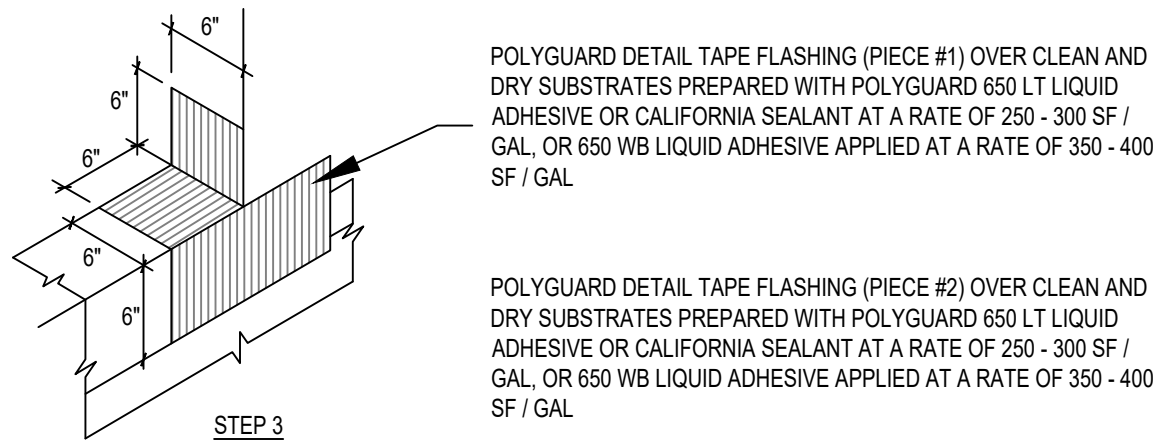 6"
6"
6"
6"
6"
STEP 3
POLYGUARD DETAIL TAPE FLASHING (PIECE #1) OVER CLEAN AND
DRY SUBSTRATES PREPARED WITH POLYGUARD 650 LT LIQUID
ADHESIVE OR CALIFORNIA SEALANT AT A RATE OF 250 - 300 SF /
GAL, OR 650 WB LIQUID ADHESIVE APPLIED AT A RATE OF 350 - 400
SF / GAL
POLYGUARD DETAIL TAPE FLASHING (PIECE #2) OVER CLEAN AND
DRY SUBSTRATES PREPARED WITH POLYGUARD 650 LT LIQUID
ADHESIVE OR CALIFORNIA SEALANT AT A RATE OF 250 - 300 SF /
GAL, OR 650 WB LIQUID ADHESIVE APPLIED AT A RATE OF 350 - 400
SF / GAL